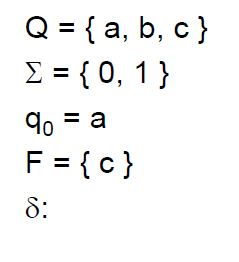 Q = { a, b, c }
Σ = { 0, 1 }
q₀ = a
F = { c }
δ: